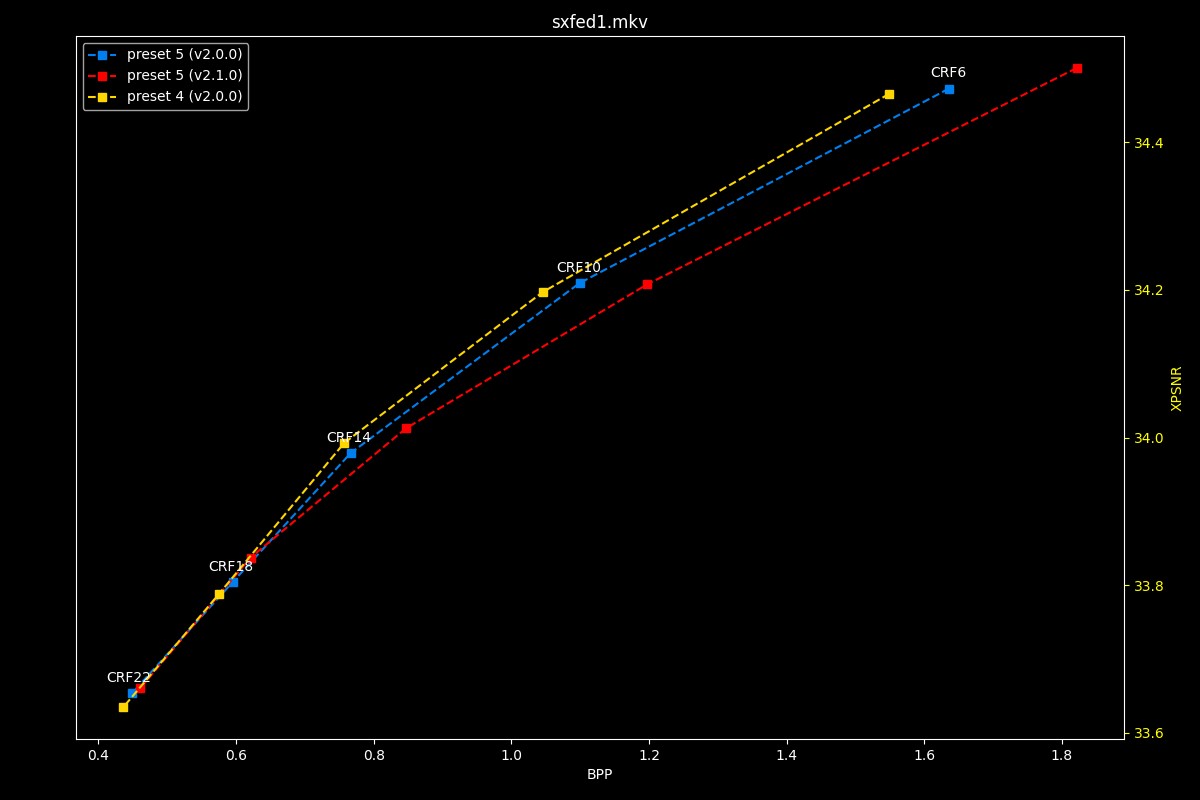 sxfed1.mkv
preset 5 (v2.0.0)
preset 5 (v2.1.0)
preset 4 (v2.0.0)
CRF6
CRF10
CRF14
CRF18
CRF22
34.4
34.2
34.0
33.8
33.6
XPSNR
0.4 0.6 0.8 1.0 1.2 1.4 1.6 1.8
BPP